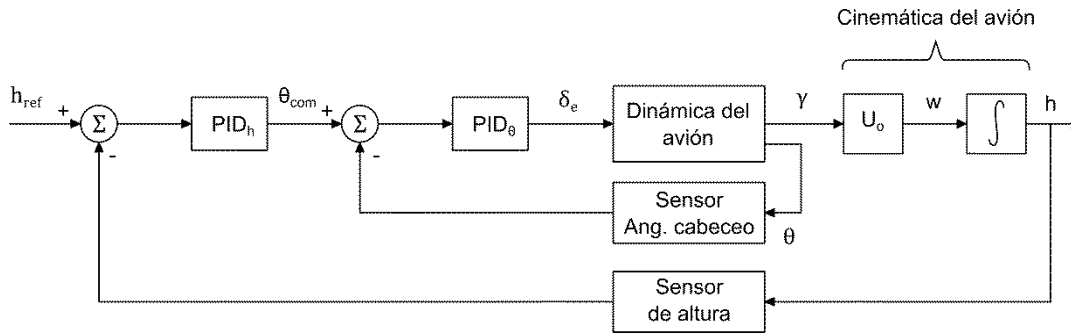 Cinemática del avión
h_ref
+
Σ
-
PID_h
θ_com
+
Σ
-
PID_θ
δ_e
Dinámica del
avión
γ
U_o
w
∫
h
Sensor
Ang. cabeceo
θ
Sensor
de altura